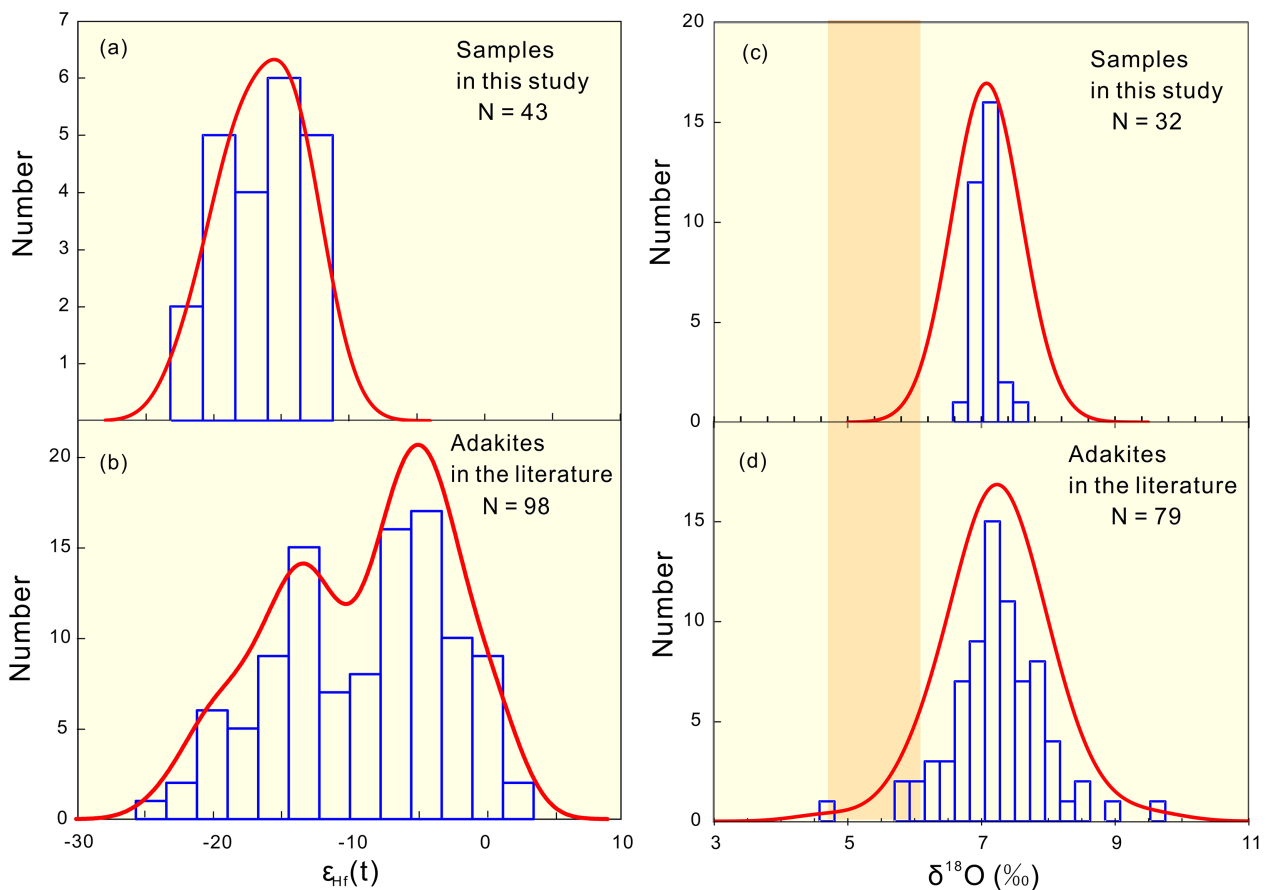 (a)
Samples
in this study
N = 43
7
6
5
4
3
2
1
Number
(b)
Adakites
in the literature
N = 98
20
15
10
5
0
Number
-30
-20
-10
0
10
εHf(t)
(c)
Samples
in this study
N = 32
20
15
10
5
0
Number
(d)
Adakites
in the literature
N = 79
15
10
5
0
Number
3
5
7
9
11
δ¹⁸O (‰)